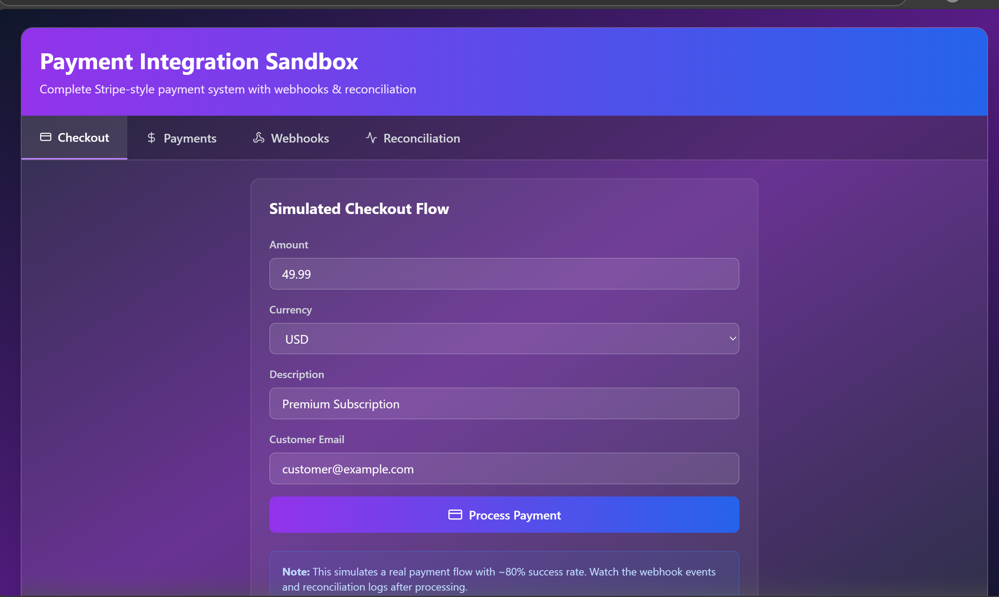 Payment Integration Sandbox
Complete Stripe-style payment system with webhooks & reconciliation
Checkout
Payments
Webhooks
Reconciliation
Simulated Checkout Flow
Amount
49.99
Currency
USD
Description
Premium Subscription
Customer Email
customer@example.com
Process Payment
Note: This simulates a real payment flow with ~80% success rate. Watch the webhook events
and reconciliation logs after processing.